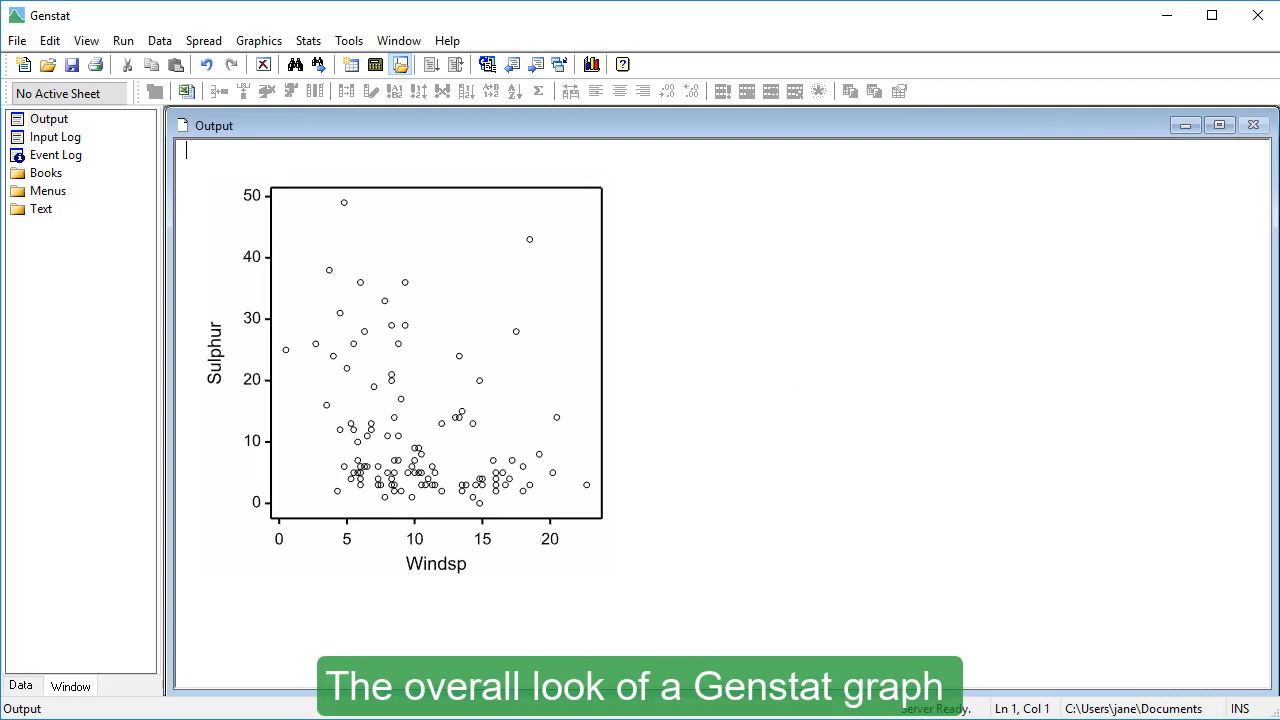 Genstat
File Edit View Run Data Spread Graphics Stats Tools Window Help
No Active Sheet
Output
Input Log
Event Log
Books
Menus
Text
Data Window
Output
50
40
30
20
10
0
Sulphur
0 5 10 15 20
Windsp
The overall look of a Genstat graph
Output Server Ready. Ln 1, Col 1 C:\Users\jane\Documents INS